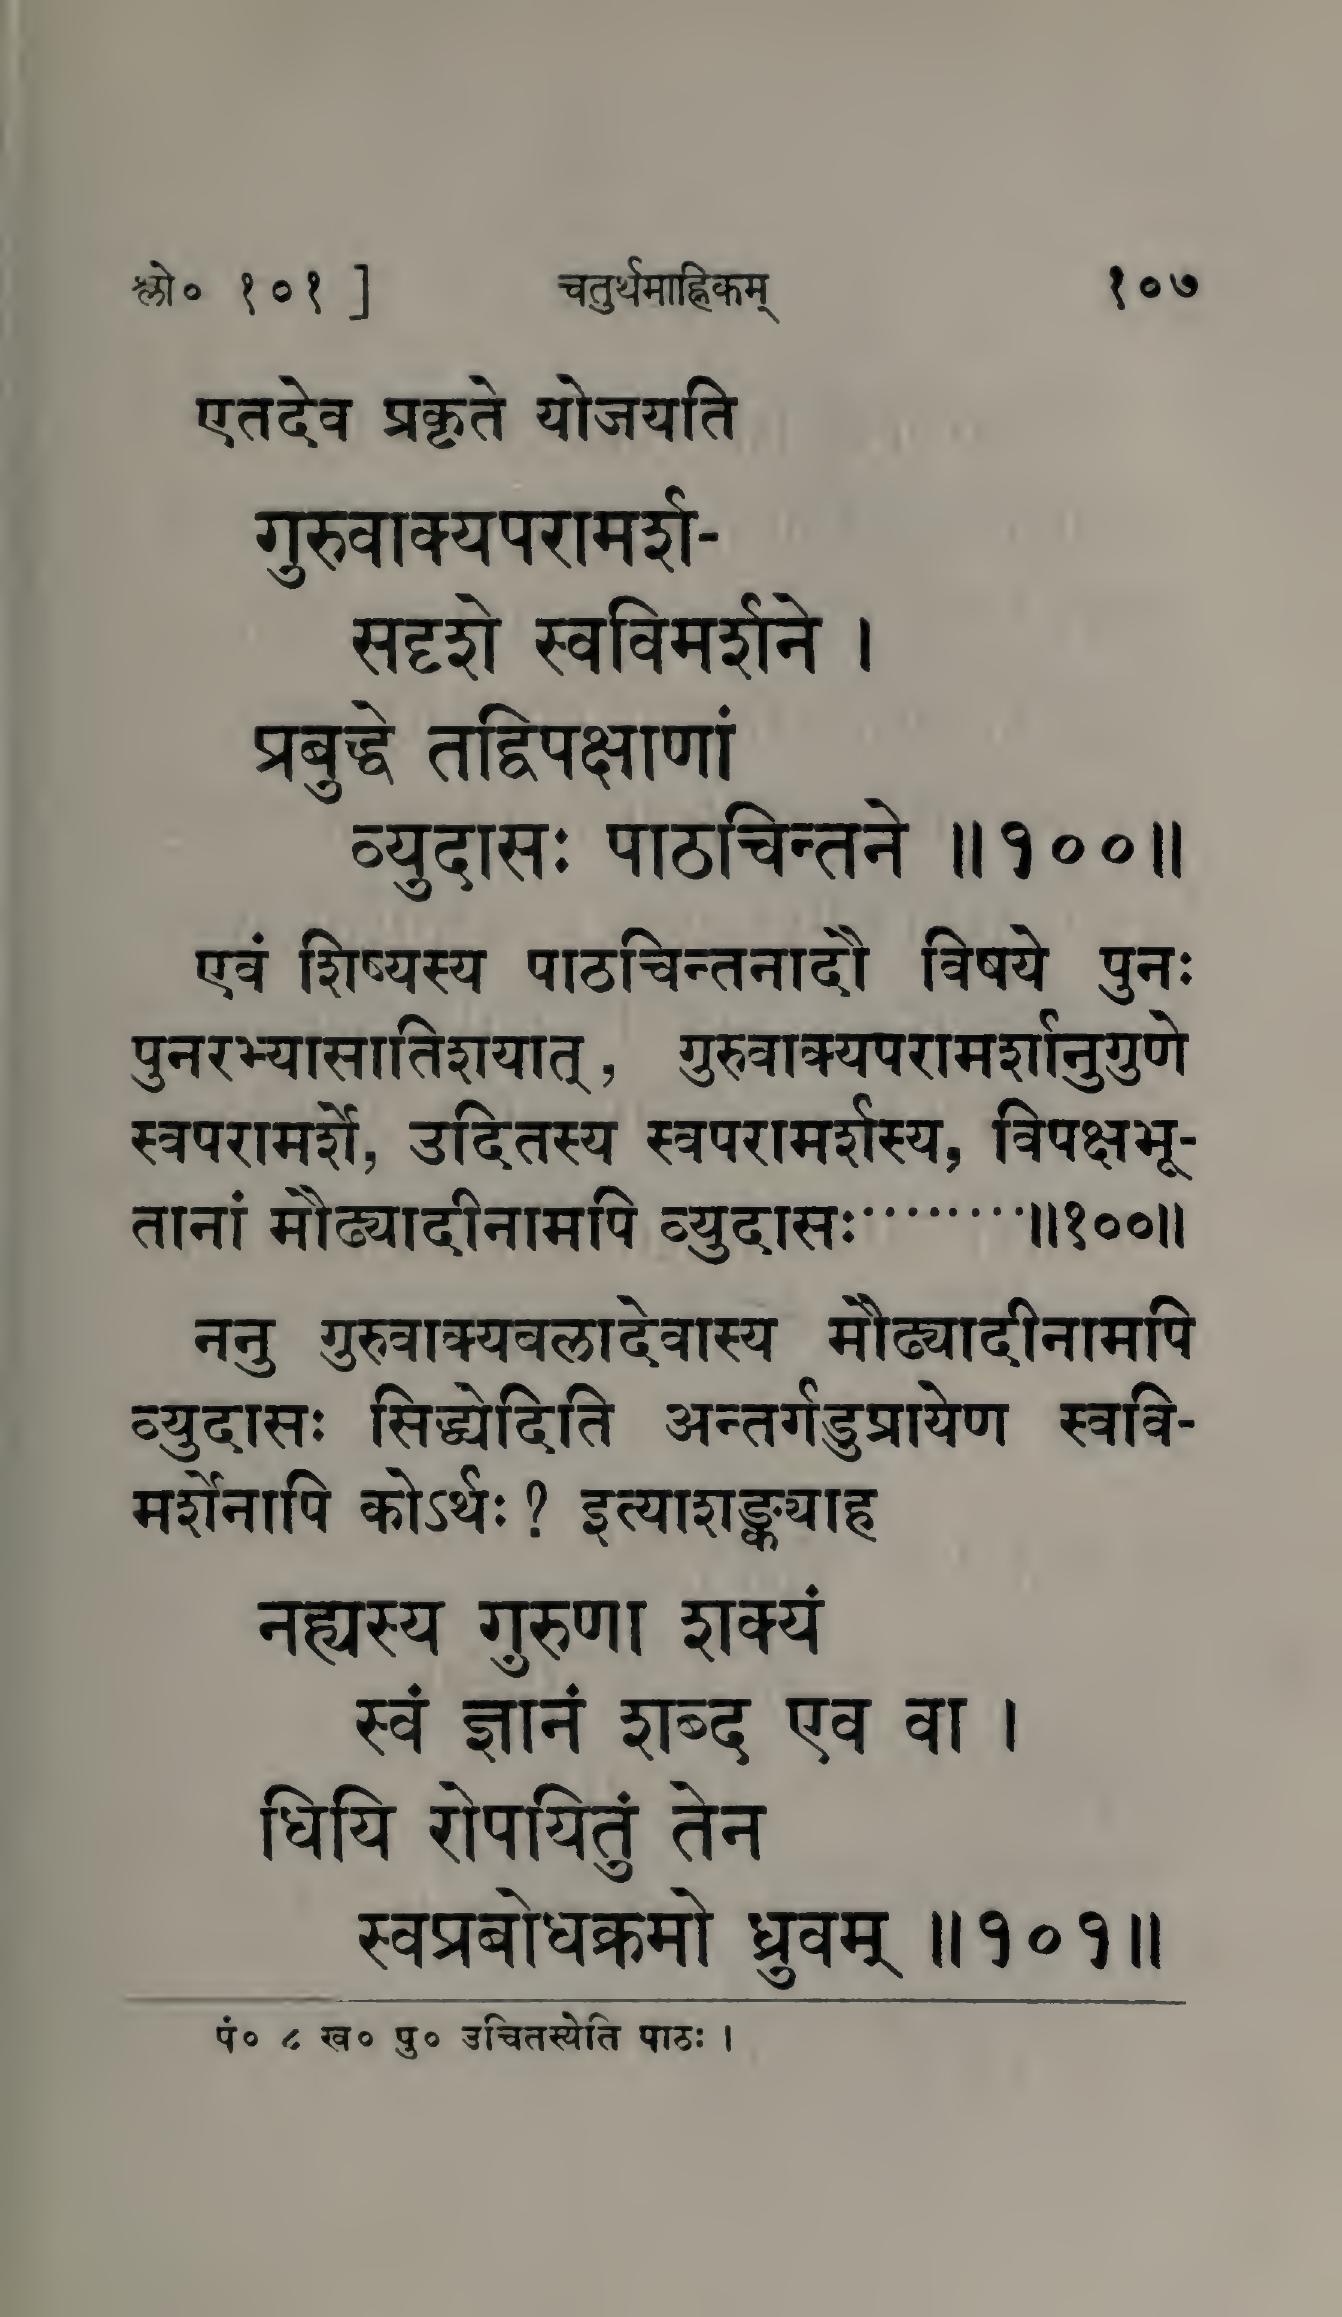 श्लो० १०१ ] चतुर्थमाह्निकम् १०७
एतदेव प्रकृते योजयति
गुरुवाक्यपरामर्श-
सदृशे स्वविमर्शने ।
प्रबुद्धे तद्विपक्षाणां
व्युदासः पाठचिन्तने ॥१००॥
एवं शिष्यस्य पाठचिन्तनादौ विषये पुनः
पुनरभ्यासातिशयात्, गुरुवाक्यपरामर्शानुगुणे
स्वपरामर्शे, उदितस्य स्वपरामर्शस्य, विपक्षभू-
तानां मौढ्यादीनामपि व्युदासः········॥१००॥
ननु गुरुवाक्यबलादेवास्य मौढ्यादीनामपि
व्युदासः सिद्ध्येदिति अन्तर्गडुप्रायेण स्ववि-
मर्शेनापि कोऽर्थः ? इत्याशङ्क्याह
नह्यस्य गुरुणा शक्यं
स्वं ज्ञानं शब्द एव वा ।
धियि रोपयितुं तेन
स्वप्रबोधक्रमो ध्रुवम् ॥१०१॥
पं० ८ ख० पु० उचितस्येति पाठः ।